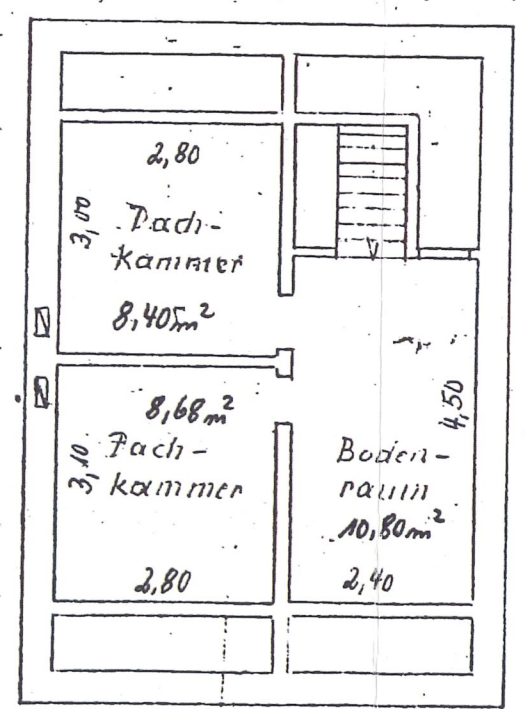 2,80
3,00
Dach-
kammer
8,405m²
8,68m²
3,10
Dach-
kammer
2,80
4,50
Boden-
raum
10,80m²
2,40